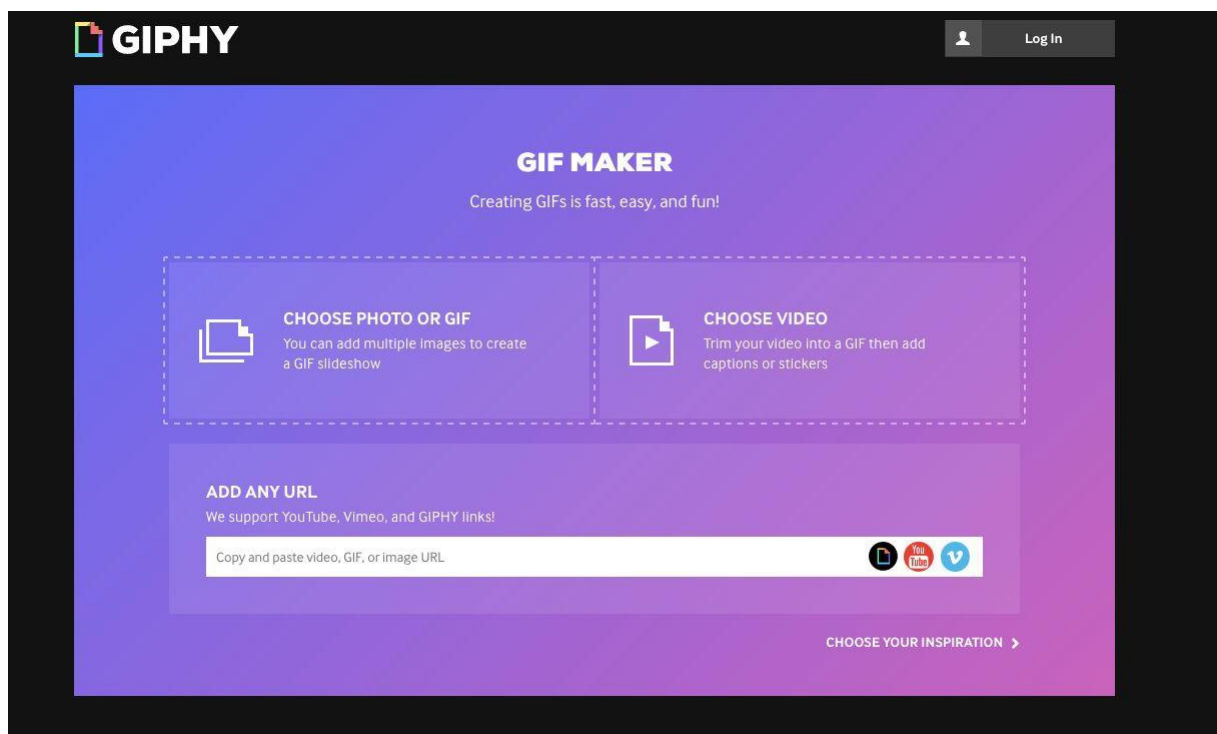 GIPHY
Log In
GIF MAKER
Creating GIFs is fast, easy, and fun!
CHOOSE PHOTO OR GIF
You can add multiple images to create
a GIF slideshow
CHOOSE VIDEO
Trim your video into a GIF then add
captions or stickers
ADD ANY URL
We support YouTube, Vimeo, and GIPHY links!
Copy and paste video, GIF, or image URL
You
Tube
CHOOSE YOUR INSPIRATION